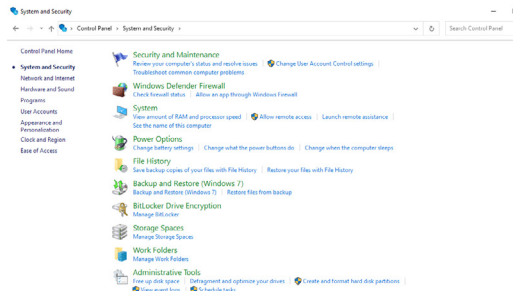 System and Security
Control Panel > System and Security >
Search Control Panel
Control Panel Home
System and Security
Network and Internet
Hardware and Sound
Programs
User Accounts
Appearance and
Personalization
Clock and Region
Ease of Access
Security and Maintenance
Review your computer's status and resolve issues | Change User Account Control settings |
Troubleshoot common computer problems
Windows Defender Firewall
Check firewall status | Allow an app through Windows Firewall
System
View amount of RAM and processor speed | Allow remote access | Launch remote assistance |
See the name of this computer
Power Options
Change battery settings | Change what the power buttons do | Change when the computer sleeps
File History
Save backup copies of your files with File History | Restore your files with File History
Backup and Restore (Windows 7)
Backup and Restore (Windows 7) | Restore files from backup
BitLocker Drive Encryption
Manage BitLocker
Storage Spaces
Manage Storage Spaces
Work Folders
Manage Work Folders
Administrative Tools
Free up disk space | Defragment and optimize your drives | Create and format hard disk partitions |
View event logs | Schedule tasks